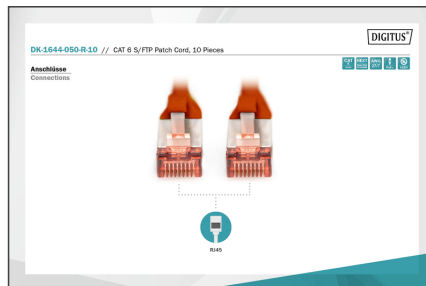 DIGITUS®
DK-1644-050-R-10 // CAT 6 S/FTP Patch Cord, 10 Pieces
Anschlüsse
Connections
RJ45